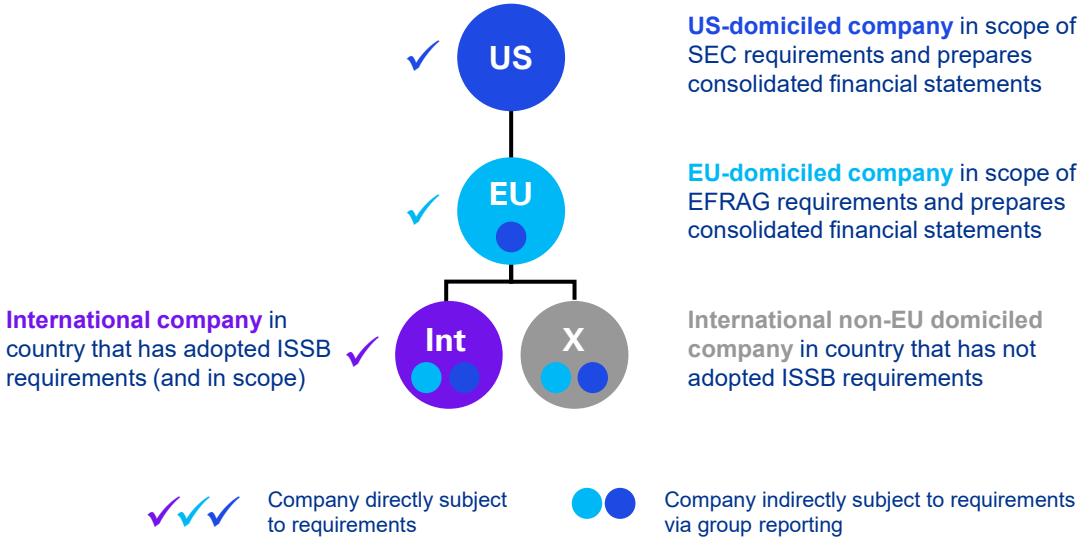 US
US-domiciled company in scope of
SEC requirements and prepares
consolidated financial statements
EU
EU-domiciled company in scope of
EFRAG requirements and prepares
consolidated financial statements
International company in
country that has adopted ISSB
requirements (and in scope)
Int
X
International non-EU domiciled
company in country that has not
adopted ISSB requirements
Company directly subject
to requirements
Company indirectly subject to requirements
via group reporting